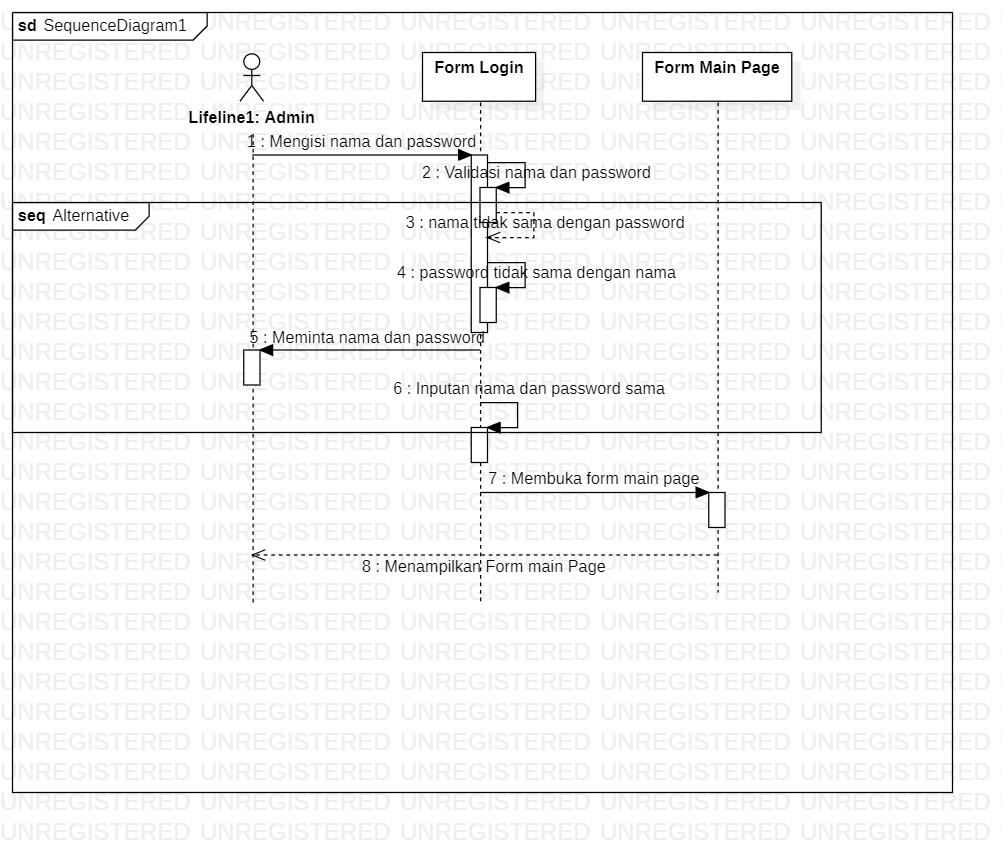 sd SequenceDiagram1
Form Login
Form Main Page
Lifeline1: Admin
1 : Mengisi nama dan password
2 : Validasi nama dan password
seq Alternative
3 : nama tidak sama dengan password
4 : password tidak sama dengan nama
5 : Meminta nama dan password
6 : Inputan nama dan password sama
7 : Membuka form main page
8 : Menampilkan Form main Page
UNREGISTERED